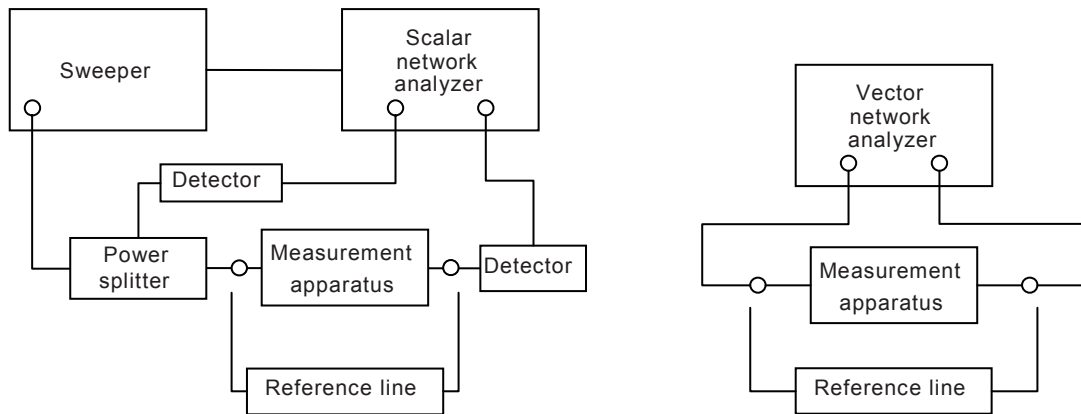 Sweeper
Scalar
network
analyzer
Detector
Power
splitter
Measurement
apparatus
Detector
Reference line
Vector
network
analyzer
Measurement
apparatus
Reference line